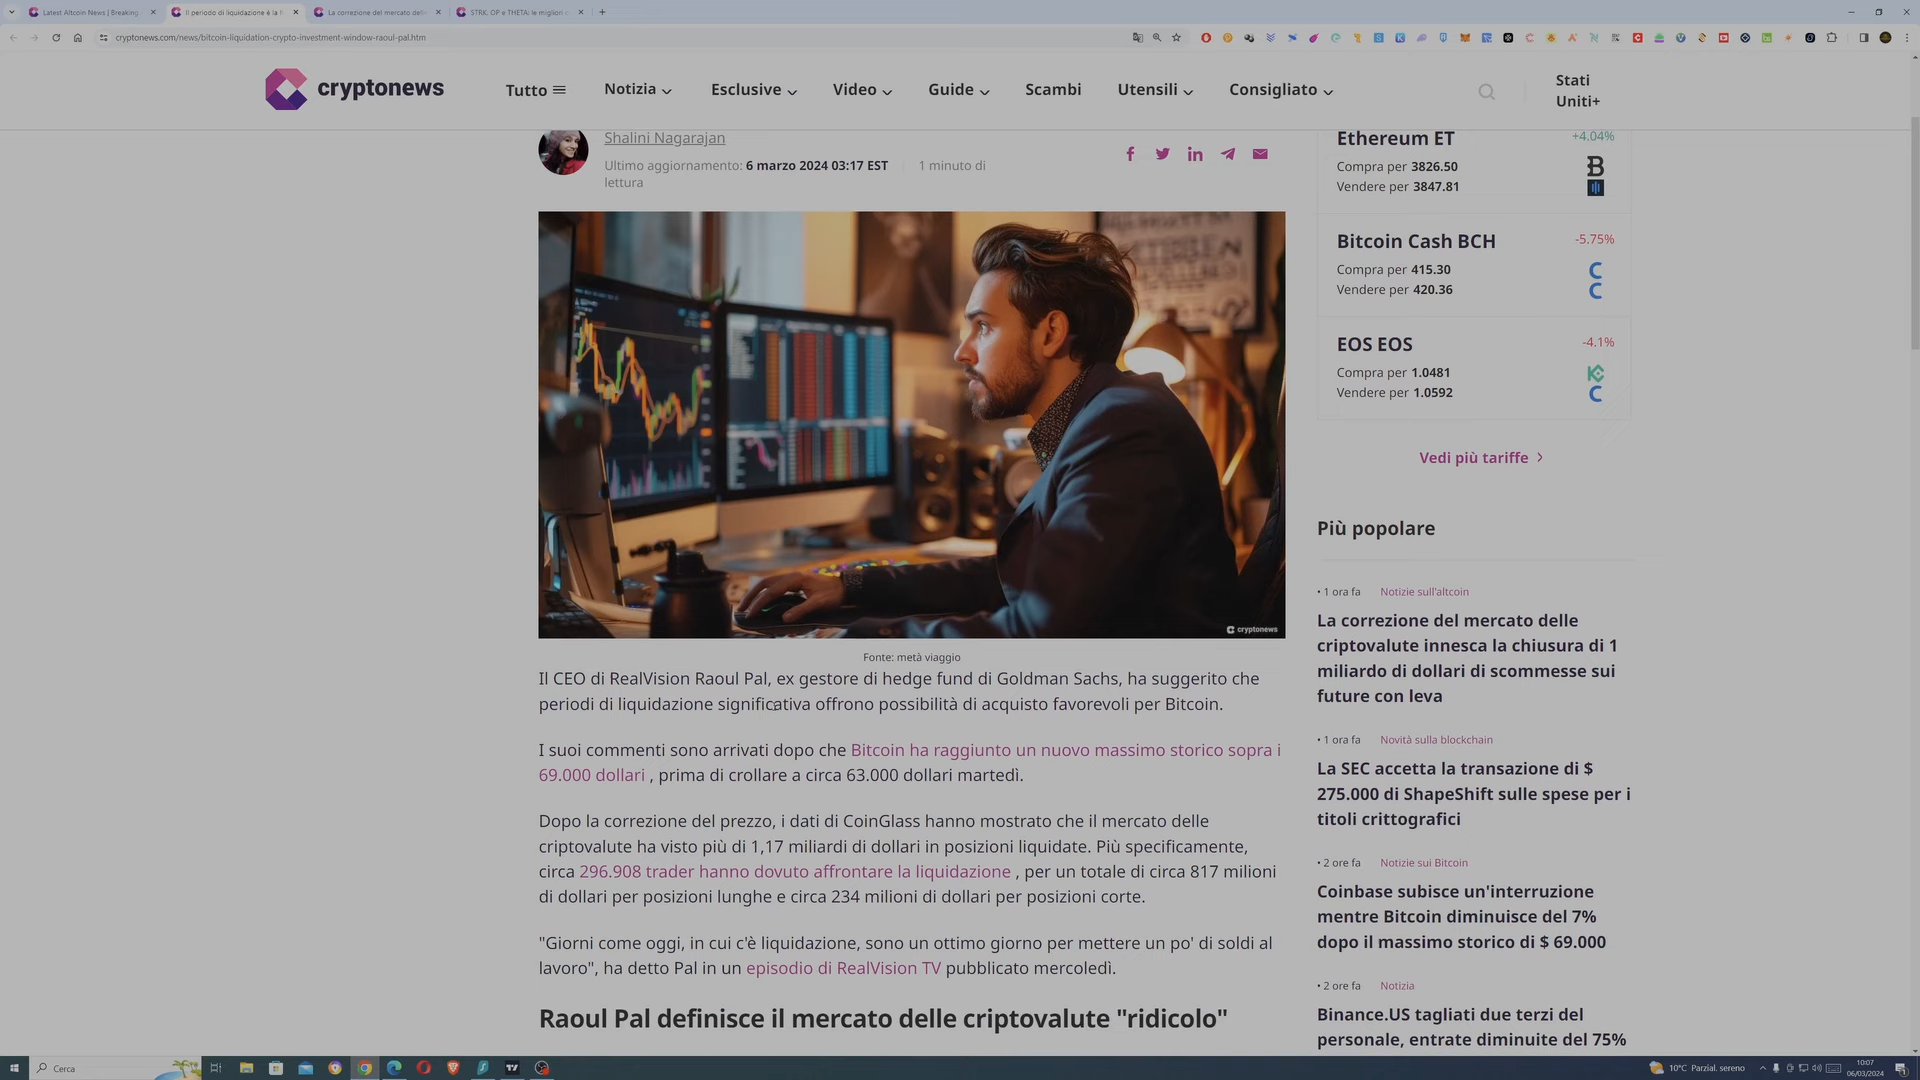 Latest Altcoin News | Breaking
Il periodo di liquidazione è la
La correzione del mercato delle
STRK, OP e THETA: le migliori
cryptonews.com/news/bitcoin-liquidation-crypto-investment-window-raoul-pal.htm
cryptonews
Tutto
Notizia
Esclusive
Video
Guide
Scambi
Utensili
Consigliato
Stati
Uniti+
Shalini Nagarajan
Ultimo aggiornamento: 6 marzo 2024 03:17 EST
1 minuto di
lettura
cryptonews
Fonte: metà viaggio
Il CEO di RealVision Raoul Pal, ex gestore di hedge fund di Goldman Sachs, ha suggerito che
periodi di liquidazione significativa offrono possibilità di acquisto favorevoli per Bitcoin.
I suoi commenti sono arrivati dopo che Bitcoin ha raggiunto un nuovo massimo storico sopra i
69.000 dollari , prima di crollare a circa 63.000 dollari martedì.
Dopo la correzione del prezzo, i dati di CoinGlass hanno mostrato che il mercato delle
criptovalute ha visto più di 1,17 miliardi di dollari in posizioni liquidate. Più specificamente,
circa 296.908 trader hanno dovuto affrontare la liquidazione , per un totale di circa 817 milioni
di dollari per posizioni lunghe e circa 234 milioni di dollari per posizioni corte.
"Giorni come oggi, in cui c'è liquidazione, sono un ottimo giorno per mettere un po' di soldi al
lavoro", ha detto Pal in un episodio di RealVision TV pubblicato mercoledì.
Raoul Pal definisce il mercato delle criptovalute "ridicolo"
Ethereum ET
+4.04%
Compra per 3826.50
Vendere per 3847.81
Bitcoin Cash BCH
-5.75%
Compra per 415.30
Vendere per 420.36
EOS EOS
-4.1%
Compra per 1.0481
Vendere per 1.0592
Vedi più tariffe
Più popolare
• 1 ora fa Notizie sull'altcoin
La correzione del mercato delle
criptovalute innesca la chiusura di 1
miliardo di dollari di scommesse sui
future con leva
• 1 ora fa Novità sulla blockchain
La SEC accetta la transazione di $
275.000 di ShapeShift sulle spese per i
titoli crittografici
• 2 ore fa Notizie sui Bitcoin
Coinbase subisce un'interruzione
mentre Bitcoin diminuisce del 7%
dopo il massimo storico di $ 69.000
• 2 ore fa Notizia
Binance.US tagliati due terzi del
personale, entrate diminuite del 75%
Cerca
10°C Parzial. sereno
10:07
06/03/2024